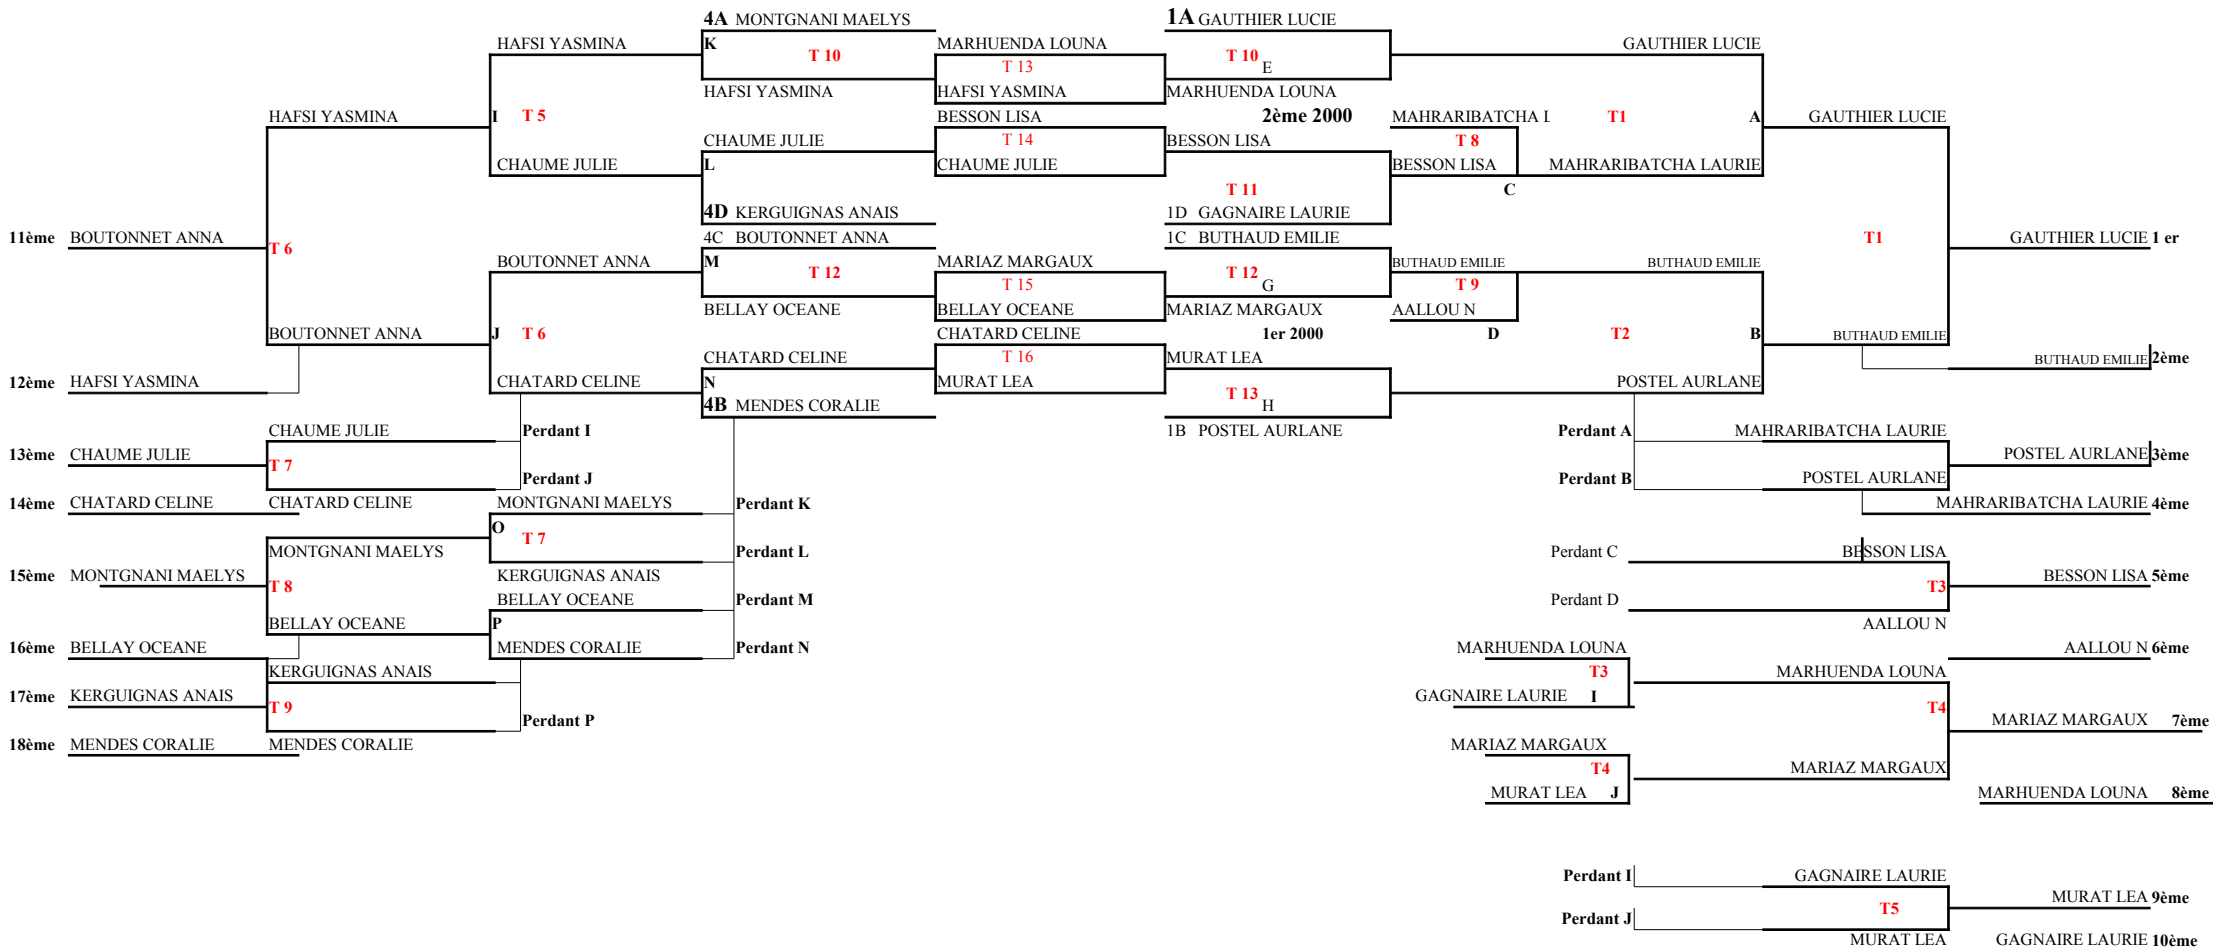 4A MONTGNANI MAELYS 1A GAUTHIER LUCIE
HAFSI YASMINA K MARHUENDA LOUNA GAUTHIER LUCIE
T 10 T 13 T 10 E
HAFSI YASMINA HAFSI YASMINA MARHUENDA LOUNA
HAFSI YASMINA I T 5 BESSON LISA 2ème 2000 MAHRARIBATCHA L T1 A GAUTHIER LUCIE
CHAUME JULIE T 14 BESSON LISA T 8
CHAUME JULIE L CHAUME JULIE BESSON LISA MAHRARIBATCHA LAURIE
T 11 C
4D KERGUIGNAS ANAIS 1D GAGNAIRE LAURIE
11ème BOUTONNET ANNA T 6 4C BOUTONNET ANNA 1C BUTHAUD EMILIE T1 GAUTHIER LUCIE 1 er
BOUTONNET ANNA M MARIAZ MARGAUX BUTHAUD EMILIE BUTHAUD EMILIE
T 12 T 15 T 12 G T 9
BELLAY OCEANE BELLAY OCEANE MARIAZ MARGAUX AALLOU N
BOUTONNET ANNA J T 6 CHATARD CELINE 1er 2000 D T2 B BUTHAUD EMILIE
CHATARD CELINE T 16 MURAT LEA BUTHAUD EMILIE 2ème
12ème HAFSI YASMINA CHATARD CELINE N MURAT LEA T 13 POSTEL AURLANE
4B MENDES CORALIE H
CHAUME JULIE Perdant I 1B POSTEL AURLANE Perdant A MAHRARIBATCHA LAURIE
13ème CHAUME JULIE T 7 POSTEL AURLANE 3ème
Perdant J Perdant B POSTEL AURLANE
14ème CHATARD CELINE CHATARD CELINE MONTGNANI MAELYS Perdant K MAHRARIBATCHA LAURIE 4ème
O T 7
MONTGNANI MAELYS Perdant L Perdant C BESSON LISA
15ème MONTGNANI MAELYS T 8 KERGUIGNAS ANAIS T3 BESSON LISA 5ème
BELLAY OCEANE Perdant M Perdant D
BELLAY OCEANE P AALLOU N
16ème BELLAY OCEANE MENDES CORALIE Perdant N MARHUENDA LOUNA AALLOU N 6ème
KERGUIGNAS ANAIS T3 MARHUENDA LOUNA
17ème KERGUIGNAS ANAIS T 9 GAGNAIRE LAURIE I T4
Perdant P MARIAZ MARGAUX 7ème
18ème MENDES CORALIE MENDES CORALIE MARIAZ MARGAUX
T4 MARIAZ MARGAUX
MURAT LEA J MARHUENDA LOUNA 8ème
Perdant I GAGNAIRE LAURIE
MURAT LEA 9ème
Perdant J T5
MURAT LEA GAGNAIRE LAURIE 10ème